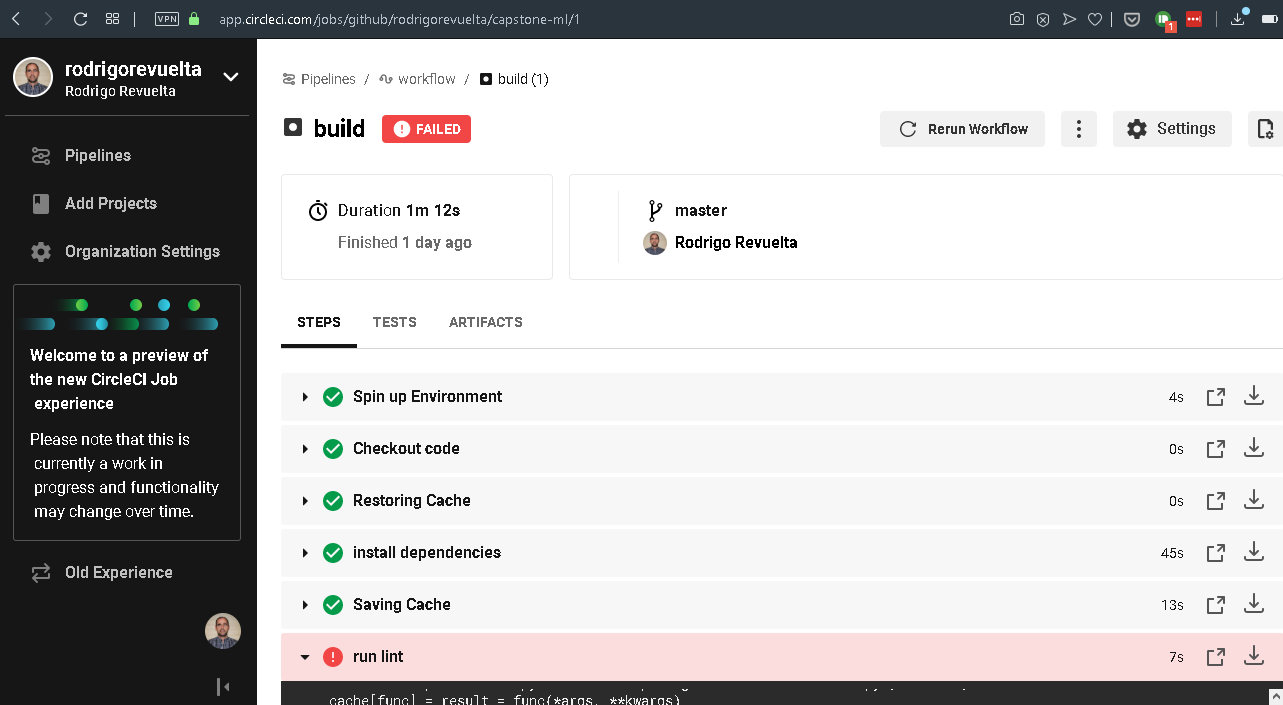 VPN
app.circleci.com/jobs/github/rodrigorevuelta/capstone-ml/1
1
rodrigorevuelta
Rodrigo Revuelta
Pipelines
Add Projects
Organization Settings
Welcome to a preview of
the new CircleCI Job
experience
Please note that this is
currently a work in
progress and functionality
may change over time.
Old Experience
Pipelines / workflow / build (1)
build FAILED
Rerun Workflow
Settings
Duration 1m 12s
Finished 1 day ago
master
Rodrigo Revuelta
STEPS TESTS ARTIFACTS
Spin up Environment 4s
Checkout code 0s
Restoring Cache 0s
install dependencies 45s
Saving Cache 13s
run lint 7s
cache[func] = result = func(*args, **kwargs)